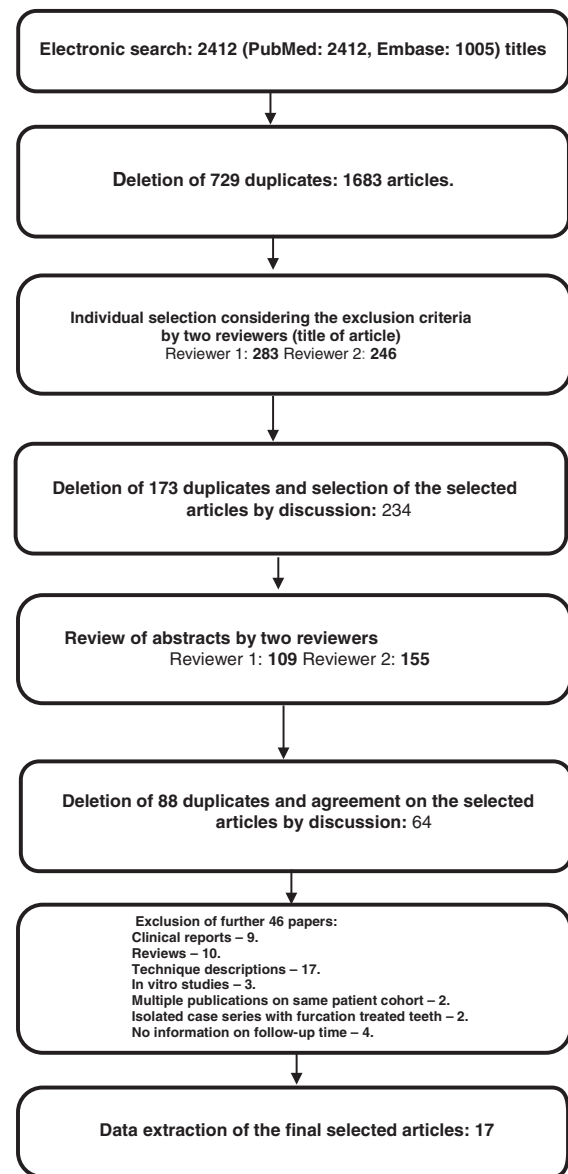 Electronic search: 2412 (PubMed: 2412, Embase: 1005) titles
Deletion of 729 duplicates: 1683 articles.
Individual selection considering the exclusion criteria
by two reviewers (title of article)
Reviewer 1: 283 Reviewer 2: 246
Deletion of 173 duplicates and selection of the selected
articles by discussion: 234
Review of abstracts by two reviewers
Reviewer 1: 109 Reviewer 2: 155
Deletion of 88 duplicates and agreement on the selected
articles by discussion: 64
Exclusion of further 46 papers:
Clinical reports – 9.
Reviews – 10.
Technique descriptions – 17.
In vitro studies – 3.
Multiple publications on same patient cohort – 2.
Isolated case series with furcation treated teeth – 2.
No information on follow-up time – 4.
Data extraction of the final selected articles: 17